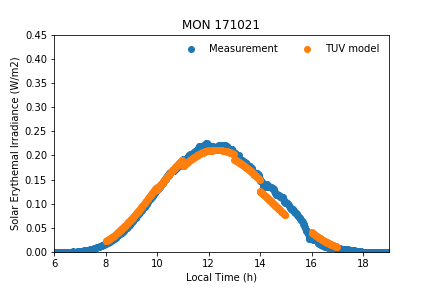 MON 171021
Measurement
TUV model
Solar Erythemal Irradiance (W/m2)
0.45
0.40
0.35
0.30
0.25
0.20
0.15
0.10
0.05
0.00
6 8 10 12 14 16 18
Local Time (h)